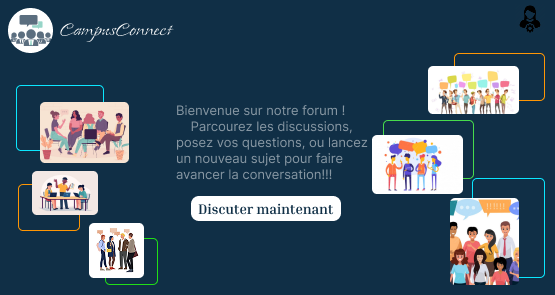 CampusConnect
Bienvenue sur notre forum !
Parcourez les discussions,
posez vos questions, ou lancez
un nouveau sujet pour faire
avancer la conversation!!!
Discuter maintenant